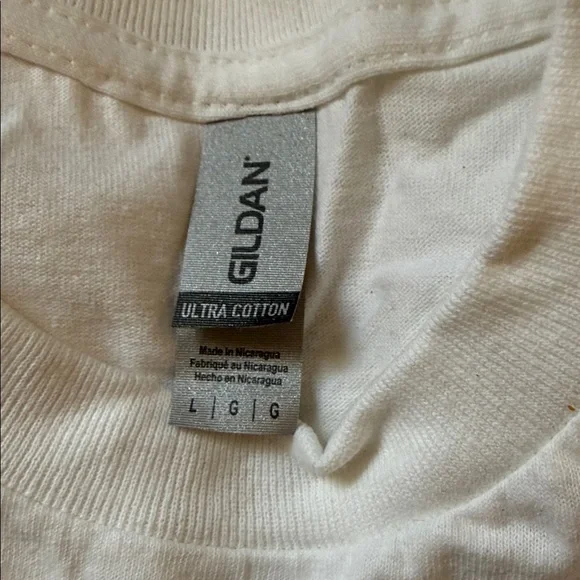 GILDAN
ULTRA COTTON
Made in Nicaragua
Fabriqué au Nicaragua
Hecho en Nicaragua
L | G | G